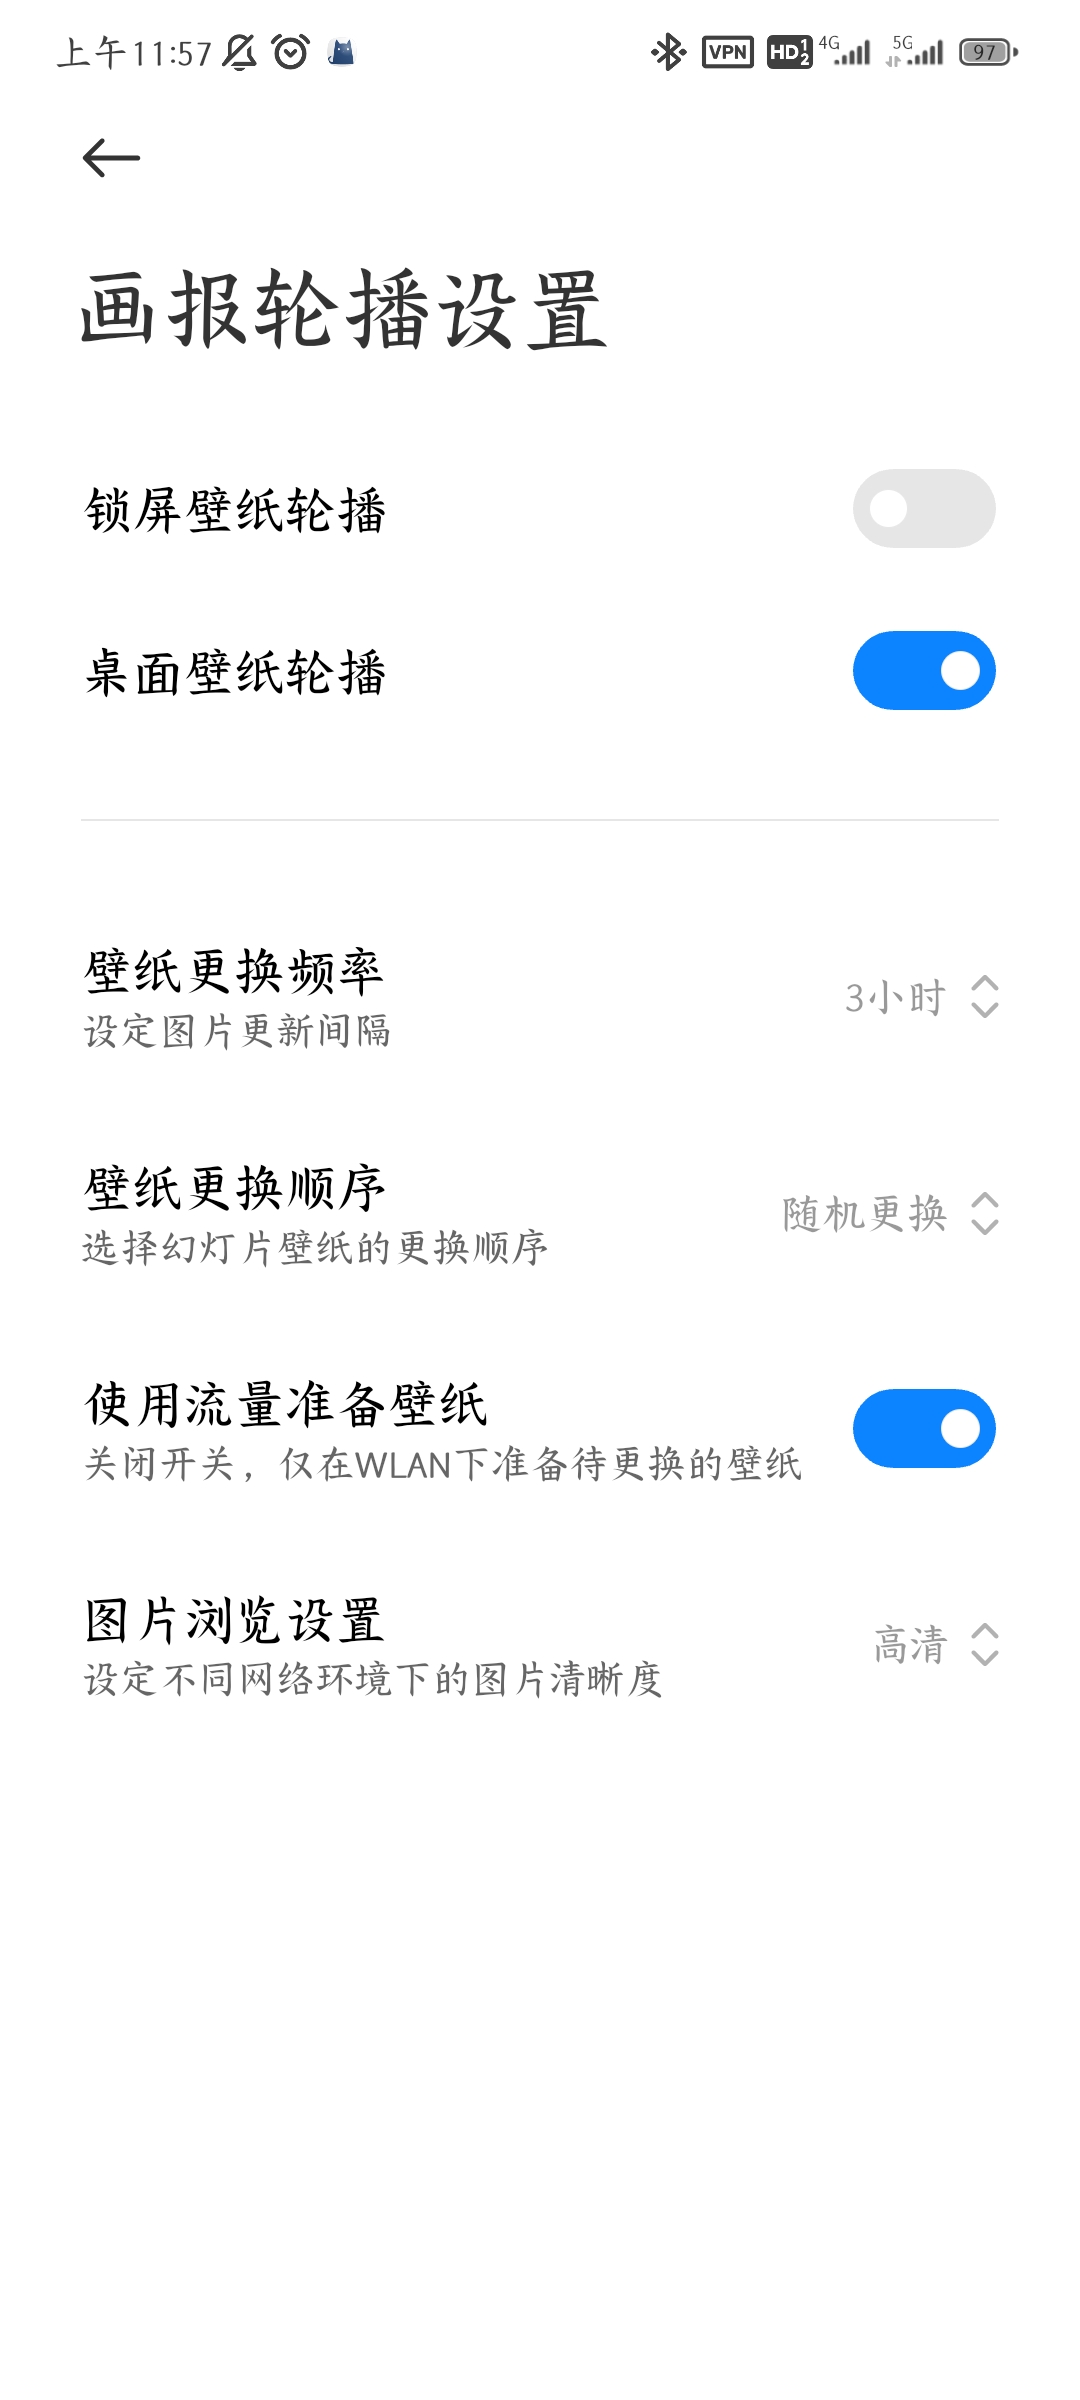 上午11:57 VPN HD 1 2 4G 5G 97
画报轮播设置
锁屏壁纸轮播
桌面壁纸轮播
壁纸更换频率
设定图片更新间隔
3小时
壁纸更换顺序
选择幻灯片壁纸的更换顺序
随机更换
使用流量准备壁纸
关闭开关，仅在WLAN下准备待更换的壁纸
图片浏览设置
设定不同网络环境下的图片清晰度
高清